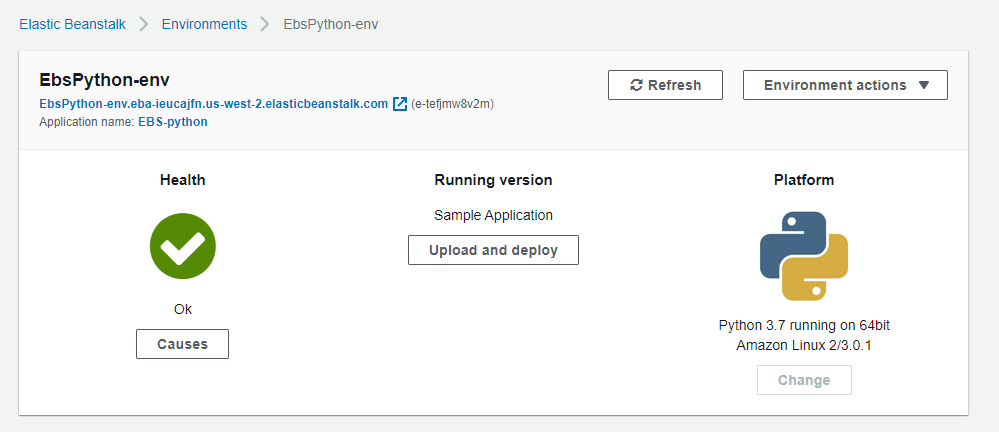 Elastic Beanstalk > Environments > EbsPython-env
EbsPython-env
Refresh
Environment actions
EbsPython-env.eba-ieucajfn.us-west-2.elasticbeanstalk.com (e-tefjmw8v2m)
Application name: EBS-python
Health
Running version
Platform
Sample Application
Upload and deploy
Ok
Causes
Python 3.7 running on 64bit
Amazon Linux 2/3.0.1
Change